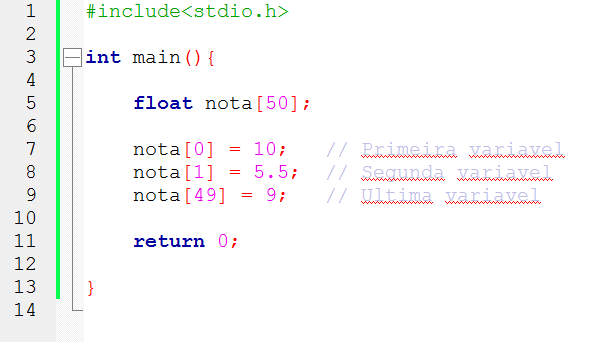 1 #include<stdio.h>
2
3 int main(){
4
5 float nota[50];
6
7 nota[0] = 10; // Primeira variavel
8 nota[1] = 5.5; // Segunda variavel
9 nota[49] = 9; // Ultima variavel
10
11 return 0;
12
13 }
14